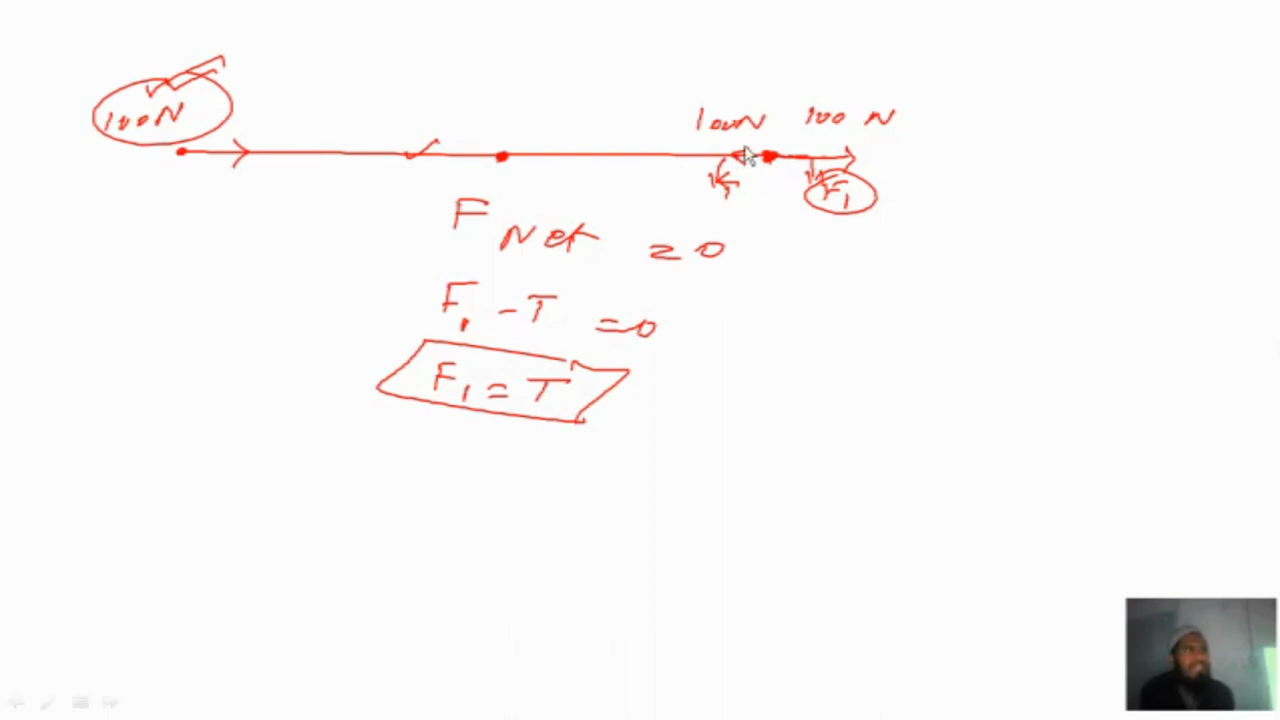 100N
100N 100 N
F1
F Net = 0
F1 - T = 0
F1 = T